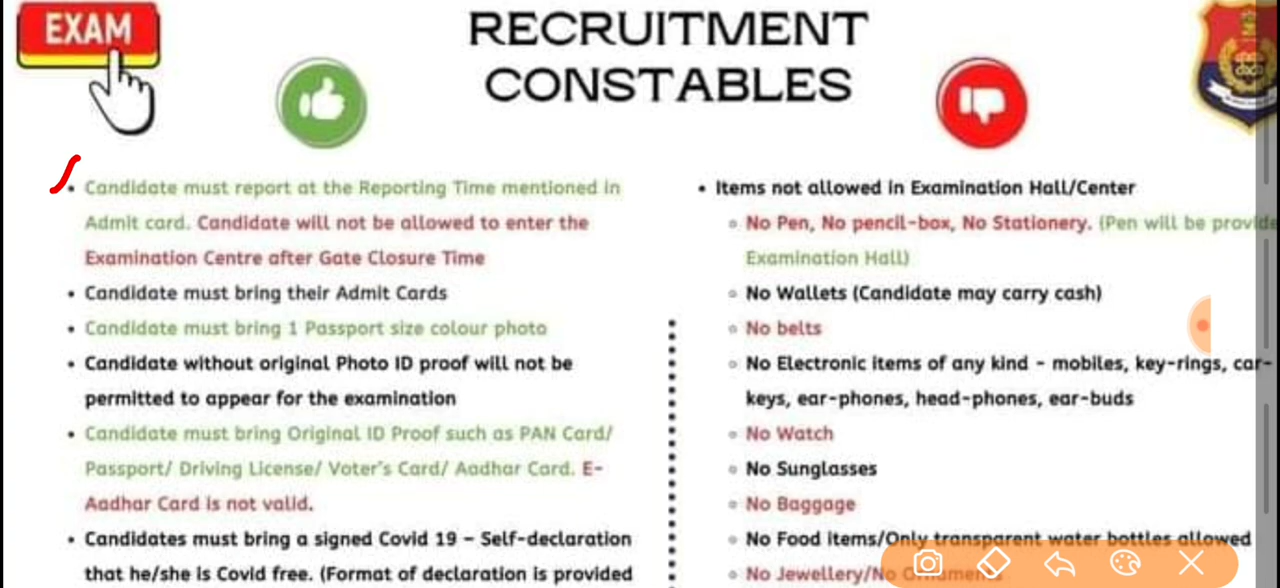 EXAM
RECRUITMENT
CONSTABLES
• Candidate must report at the Reporting Time mentioned in
Admit card. Candidate will not be allowed to enter the
Examination Centre after Gate Closure Time
• Candidate must bring their Admit Cards
• Candidate must bring 1 Passport size colour photo
• Candidate without original Photo ID proof will not be
permitted to appear for the examination
• Candidate must bring Original ID Proof such as PAN Card/
Passport/ Driving License/ Voter's Card/ Aadhar Card. E-
Aadhar Card is not valid.
• Candidates must bring a signed Covid 19 – Self-declaration
that he/she is Covid free. (Format of declaration is provided
• Items not allowed in Examination Hall/Center
No Pen, No pencil-box, No Stationery. (Pen will be provide
Examination Hall)
No Wallets (Candidate may carry cash)
No belts
No Electronic items of any kind - mobiles, key-rings, car-
keys, ear-phones, head-phones, ear-buds
No Watch
No Sunglasses
No Baggage
No Food items/Only transparent water bottles allowed
No Jewellery/No Ornaments